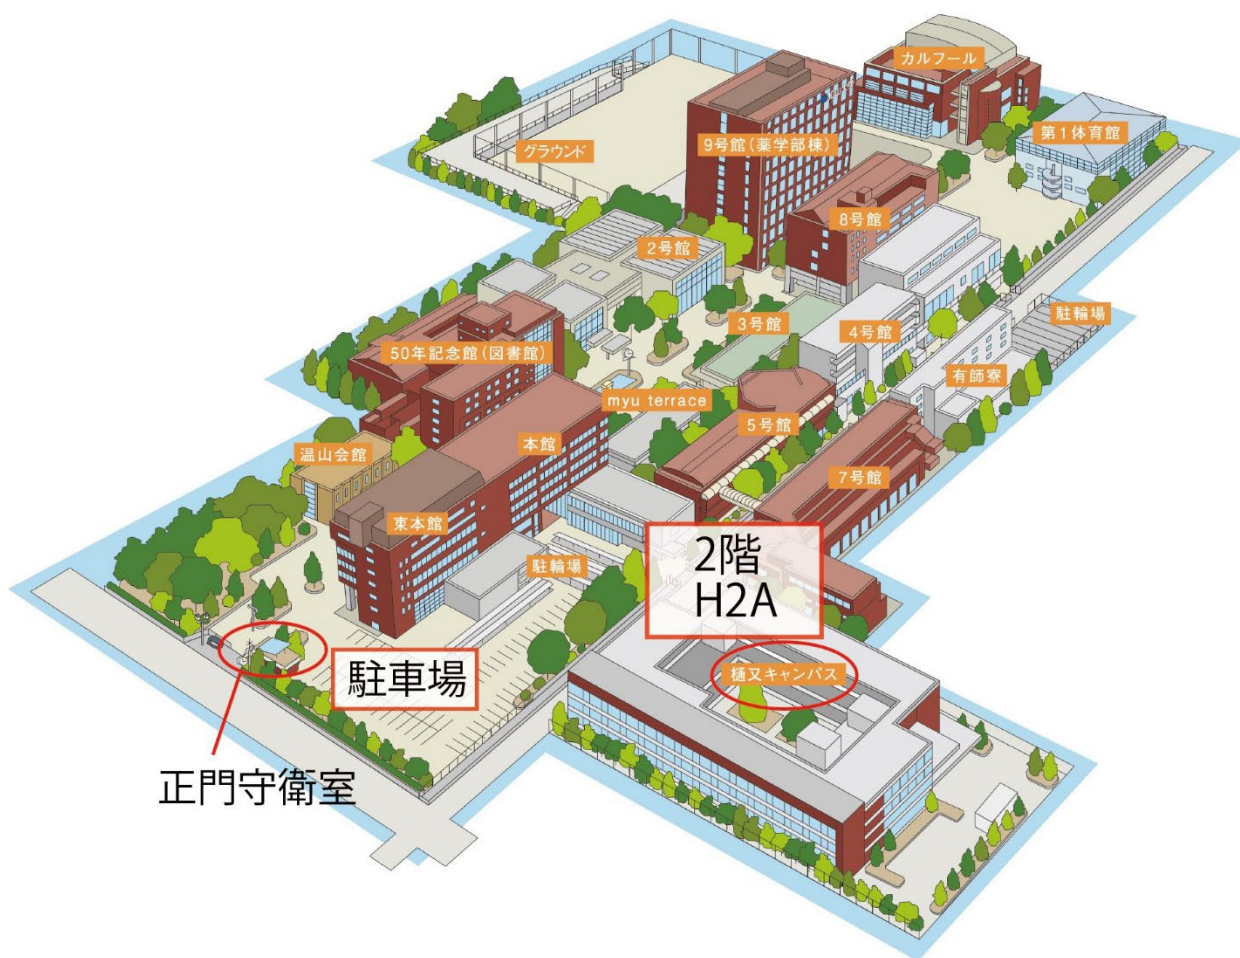 カルフール
第1体育館
グラウンド
9号館(薬学部棟)
8号館
2号館
3号館
4号館
駐輪場
50年記念館(図書館)
有師寮
myu terrace
5号館
本館
温山会館
7号館
東本館
駐輪場
2階
H2A
樋又キャンパス
駐車場
正門守衛室